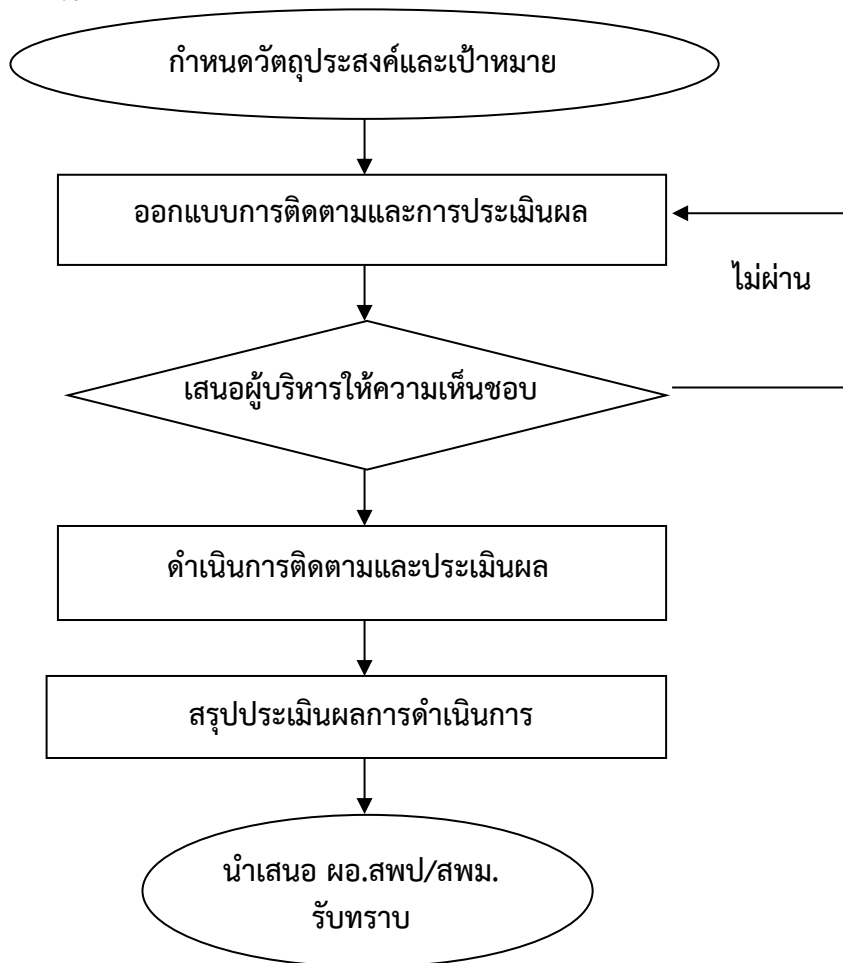 กำหนดวัตถุประสงค์และเป้าหมาย
ออกแบบการติดตามและการประเมินผล
ไม่ผ่าน
เสนอผู้บริหารให้ความเห็นชอบ
ดำเนินการติดตามและประเมินผล
สรุปประเมินผลการดำเนินการ
นำเสนอ ผอ.สพป/สพม.
รับทราบ